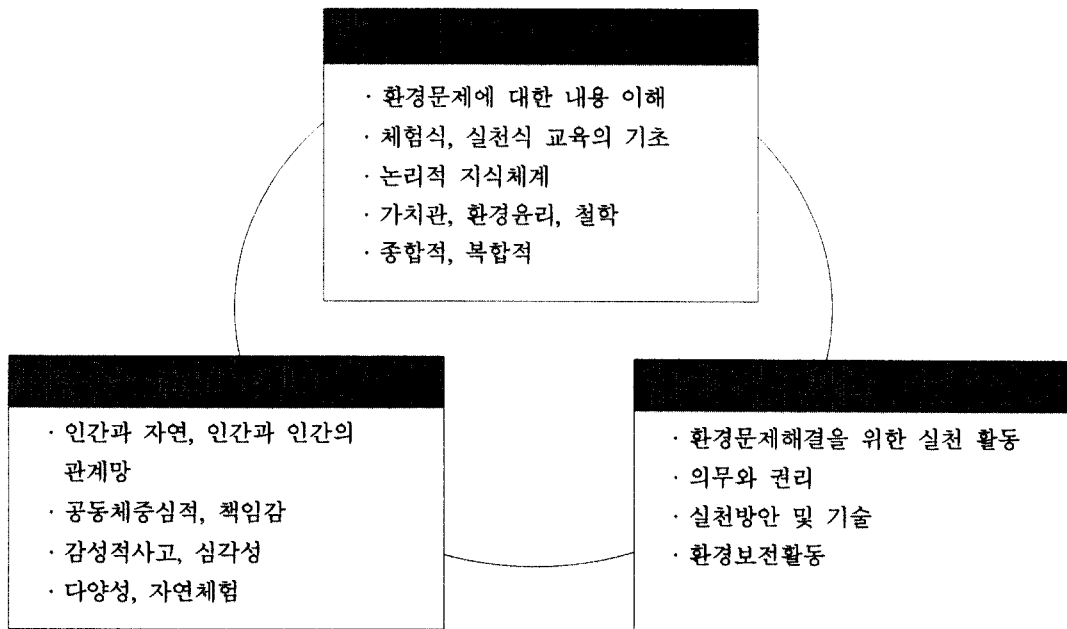 · 환경문제에 대한 내용 이해
· 체험식, 실천식 교육의 기초
· 논리적 지식체계
· 가치관, 환경윤리, 철학
· 종합적, 복합적
· 인간과 자연, 인간과 인간의
관계망
· 공동체중심적, 책임감
· 감성적사고, 심각성
· 다양성, 자연체험
· 환경문제해결을 위한 실천 활동
· 의무와 권리
· 실천방안 및 기술
· 환경보전활동